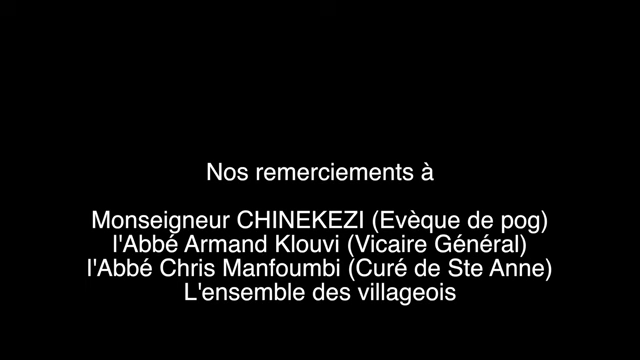 Nos remerciements à
Monseigneur CHINEKEZI (Evèque de pog)
l'Abbé Armand Klouvi (Vicaire Général)
l'Abbé Chris Manfoumbi (Curé de Ste Anne)
L'ensemble des villageois